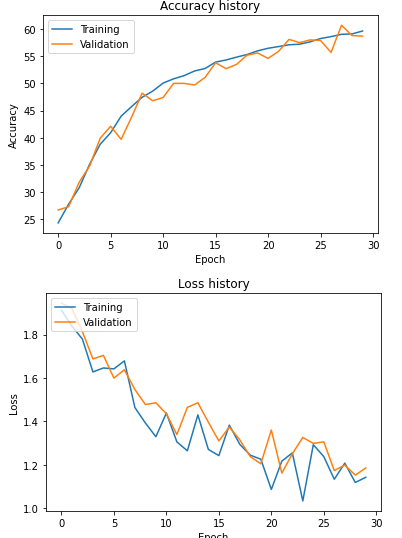 Accuracy history
Training
Validation
60
55
50
45
40
35
30
25
Accuracy
0 5 10 15 20 25 30
Epoch
Loss history
Training
Validation
1.8
1.6
1.4
1.2
1.0
Loss
0 5 10 15 20 25 30
Epoch